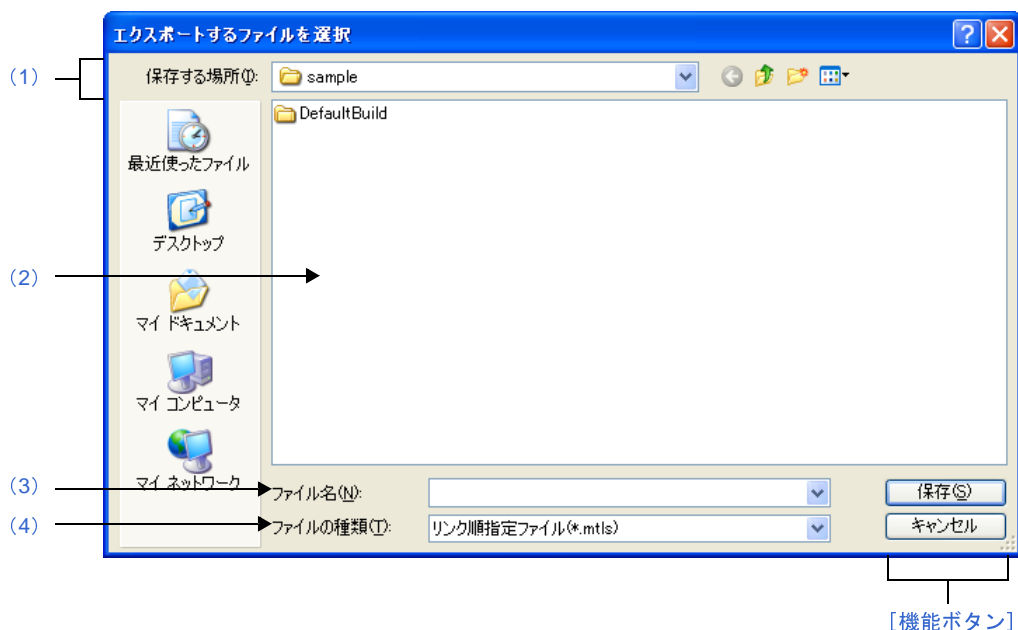 エクスポートするファイルを選択
(1)
保存する場所(I):
sample
DefaultBuild
最近使ったファイル
デスクトップ
(2)
マイ ドキュメント
マイ コンピュータ
マイ ネットワーク
(3)
ファイル名(N):
保存(S)
(4)
ファイルの種類(T):
リンク順指定ファイル(*.mtls)
キャンセル
[機能ボタン]